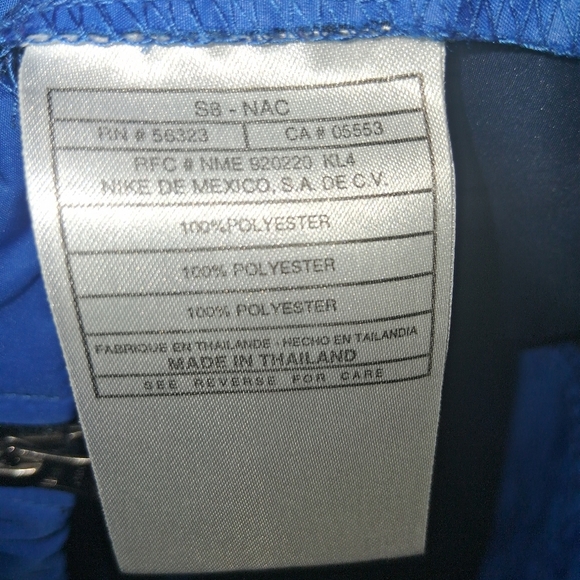 S8 - NAC
RN # 56323 CA # 05553
RFC # NME 920220 KL4
NIKE DE MEXICO, S.A. DE C.V.
100%POLYESTER
100% POLYESTER
100% POLYESTER
FABRIQUE EN THAILANDE - HECHO EN TAILANDIA
MADE IN THAILAND
SEE REVERSE FOR CARE